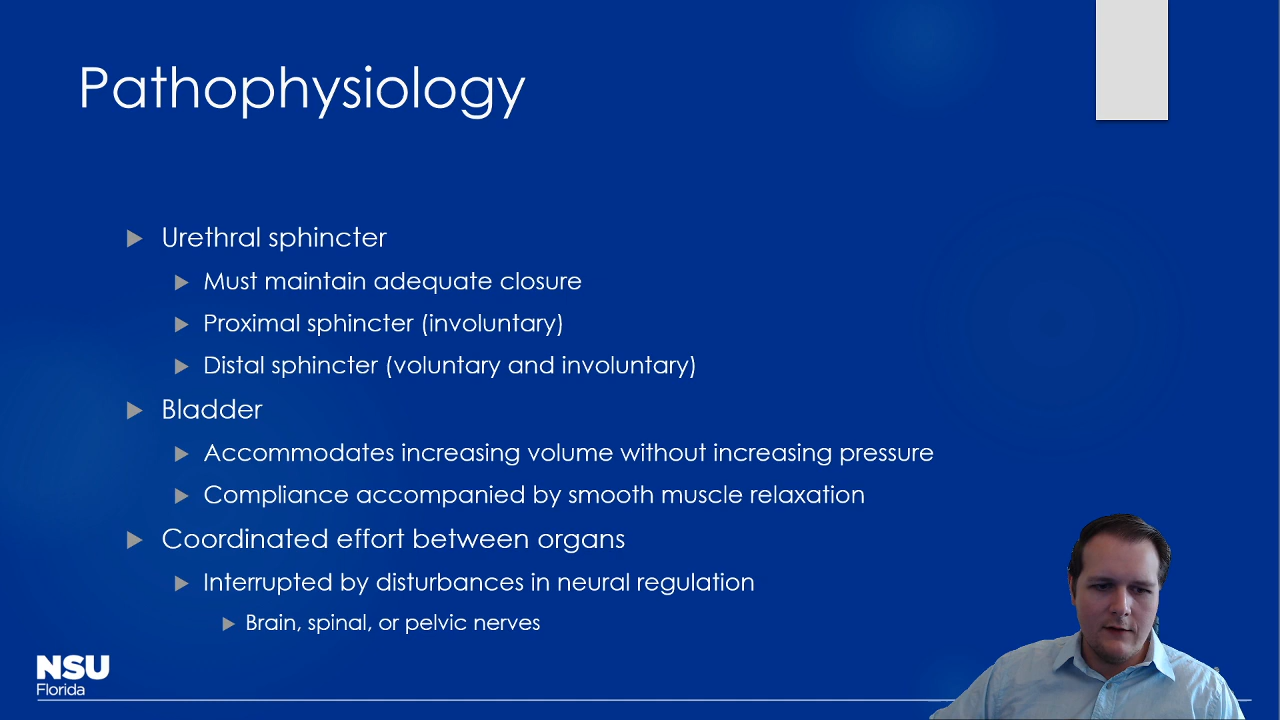 Pathophysiology
Urethral sphincter
Must maintain adequate closure
Proximal sphincter (involuntary)
Distal sphincter (voluntary and involuntary)
Bladder
Accommodates increasing volume without increasing pressure
Compliance accompanied by smooth muscle relaxation
Coordinated effort between organs
Interrupted by disturbances in neural regulation
Brain, spinal, or pelvic nerves
NSU
Florida